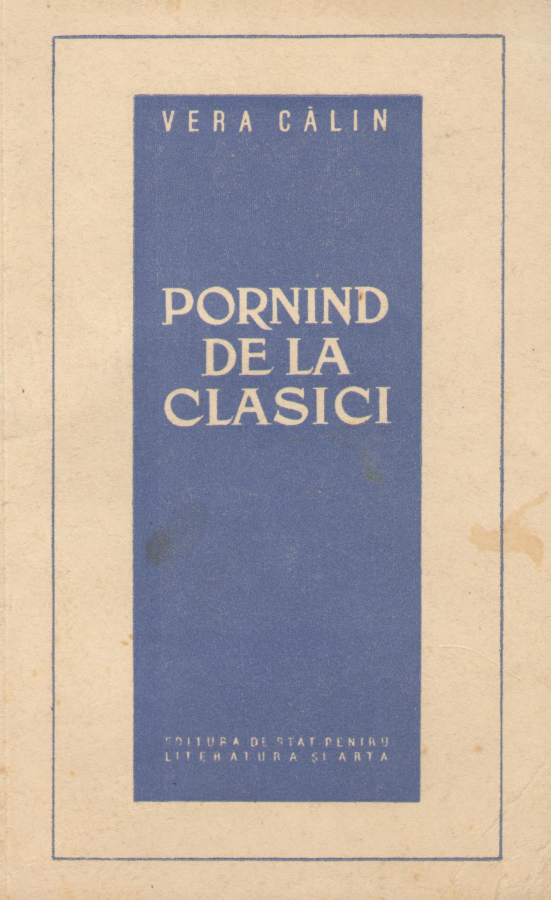 VERA CĂLIN
PORNIND
DE LA
CLASICI
EDITURA DE STAT PENTRU
LITERATURA ȘI ARTA